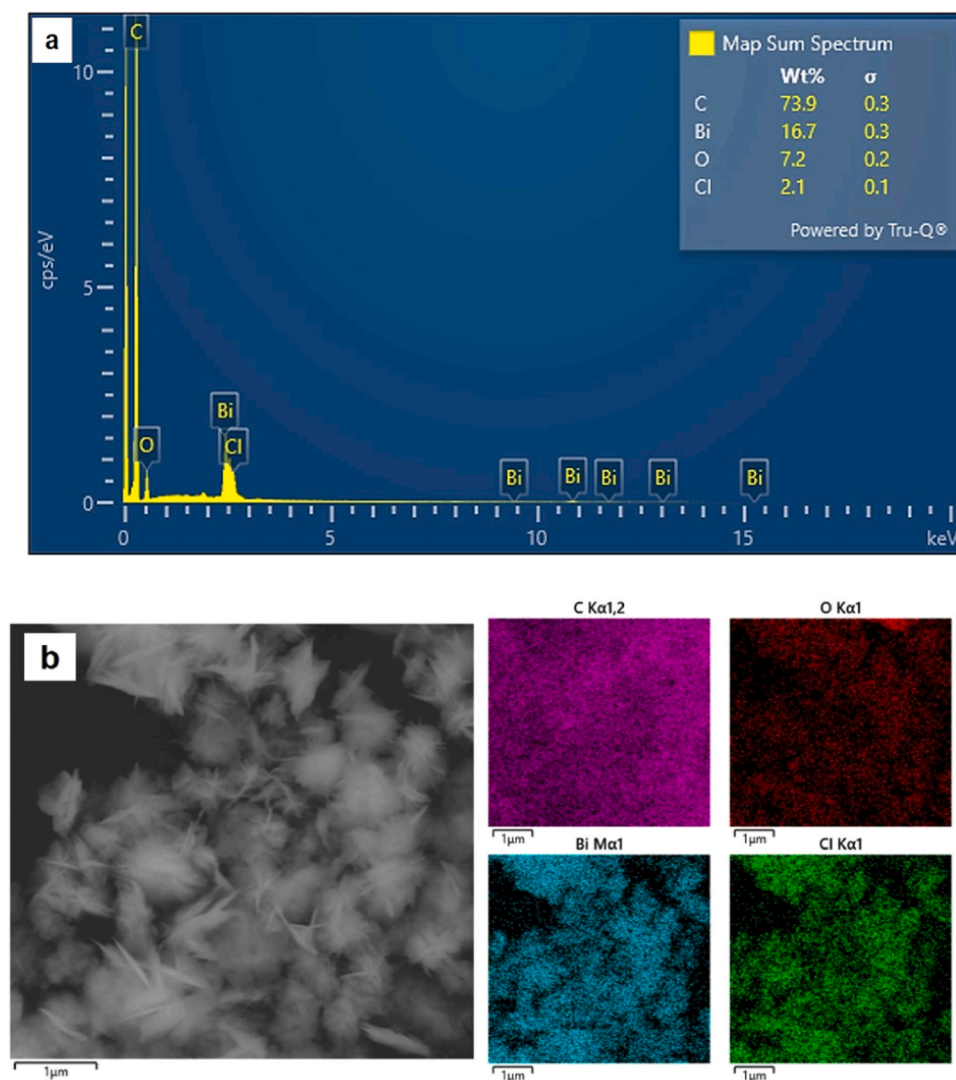 a
Map Sum Spectrum
Wt% σ
C 73.9 0.3
Bi 16.7 0.3
O 7.2 0.2
Cl 2.1 0.1
Powered by Tru-Q®
cps/eV
10
5
0
C
O
Bi
Cl
Bi
Bi
Bi
Bi
Bi
0 5 10 15 keV
b
1µm
C Kα1,2
1µm
O Kα1
1µm
Bi Mα1
1µm
Cl Kα1
1µm